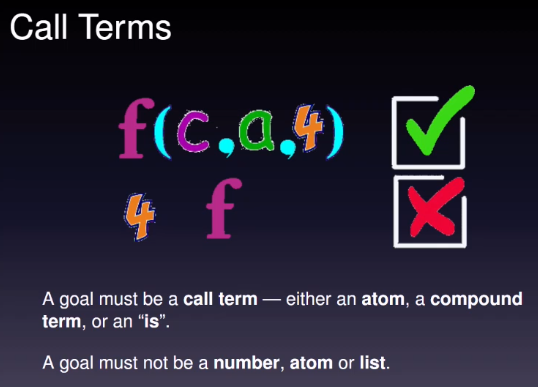 Call Terms
f(c,a,4)
4 f
A goal must be a call term — either an atom, a compound
term, or an “is”.
A goal must not be a number, atom or list.